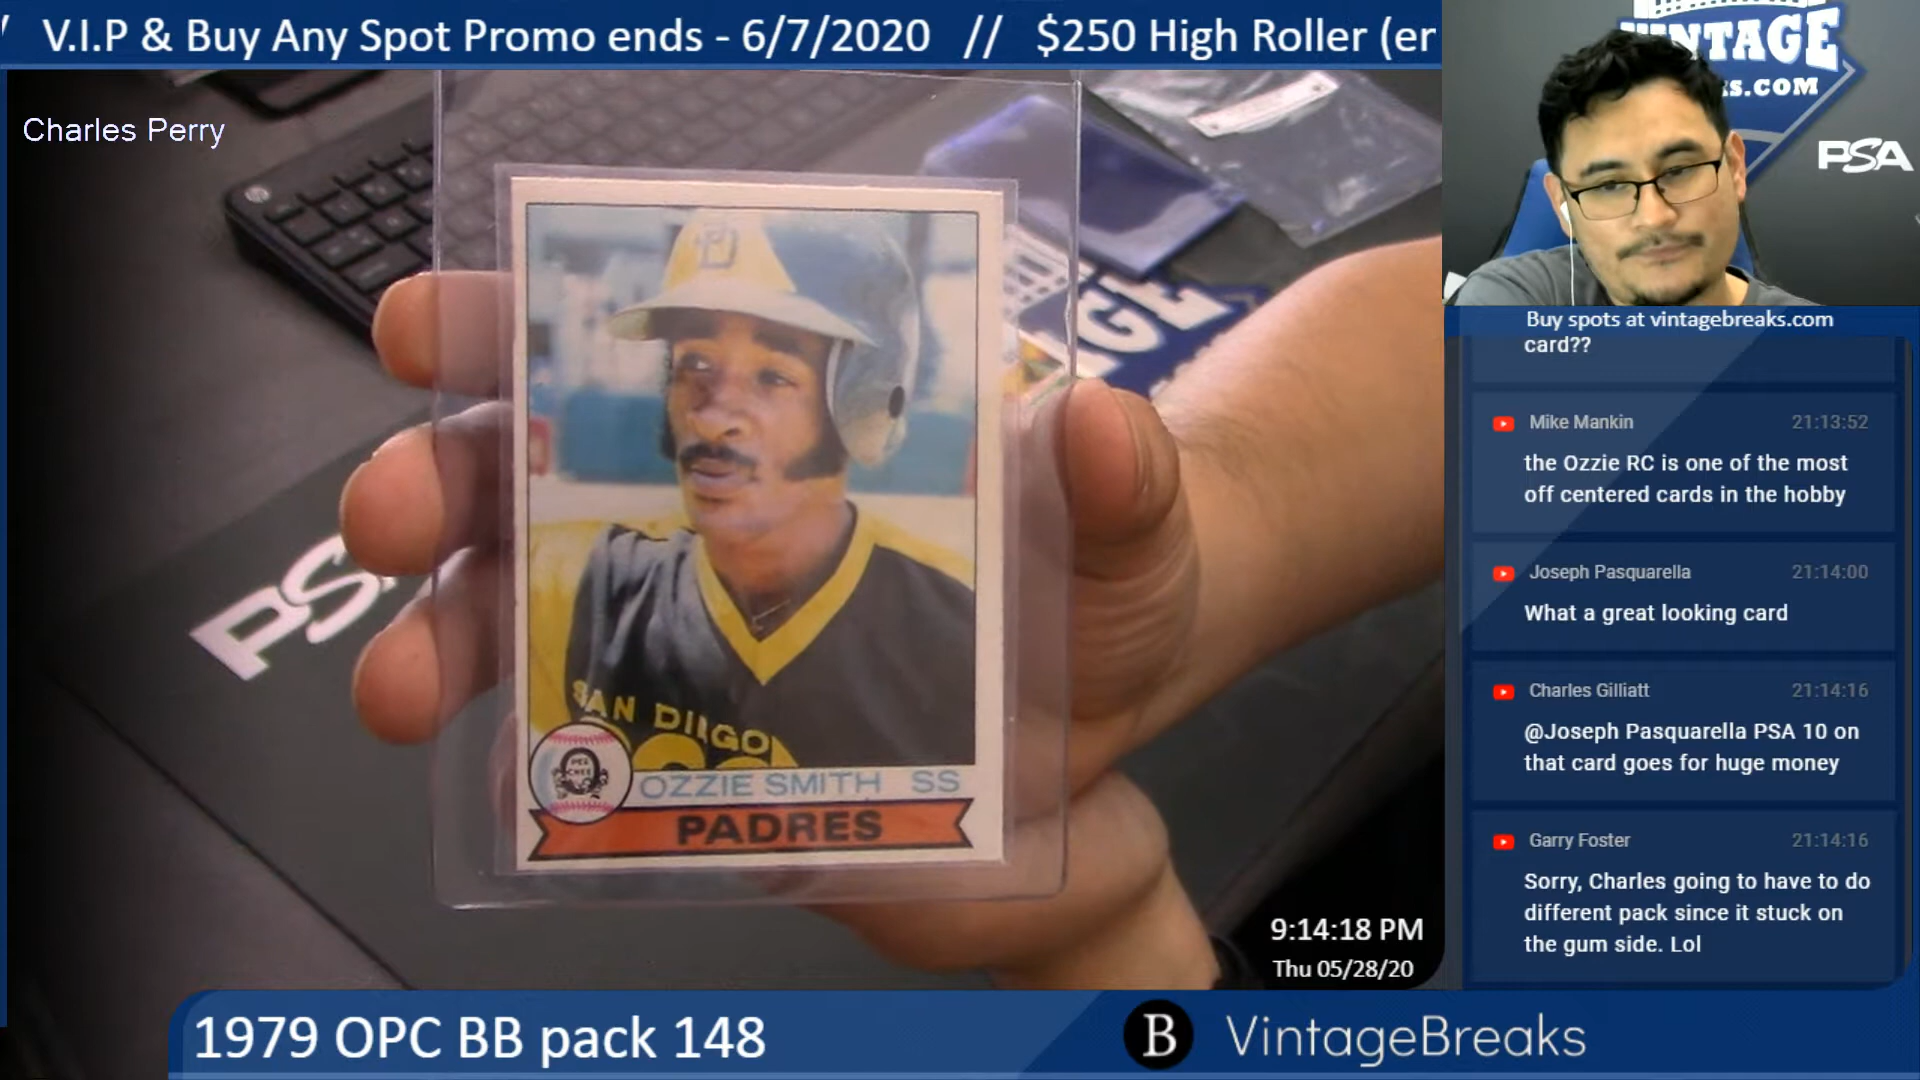 V.I.P & Buy Any Spot Promo ends - 6/7/2020 // $250 High Roller (er
Charles Perry
VINTAGE
KS.COM
PSA
Buy spots at vintagebreaks.com
card??
Mike Mankin 21:13:52
the Ozzie RC is one of the most
off centered cards in the hobby
Joseph Pasquarella 21:14:00
What a great looking card
Charles Gilliatt 21:14:16
@Joseph Pasquarella PSA 10 on
that card goes for huge money
Garry Foster 21:14:16
Sorry, Charles going to have to do
different pack since it stuck on
the gum side. Lol
PSA
SAN DIEGO
O-PEE-CHEE
OZZIE SMITH SS
PADRES
9:14:18 PM
Thu 05/28/20
1979 OPC BB pack 148
B VintageBreaks